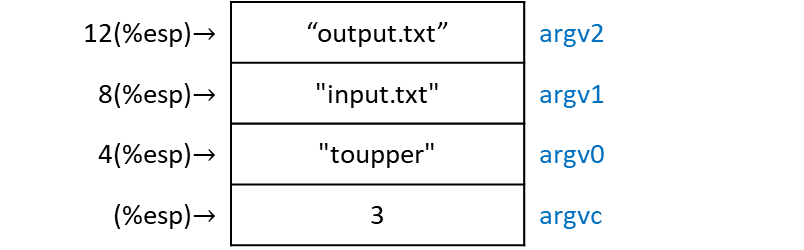 12(%esp)→ “output.txt” argv2
8(%esp)→ "input.txt" argv1
4(%esp)→ "toupper" argv0
(%esp)→ 3 argvc